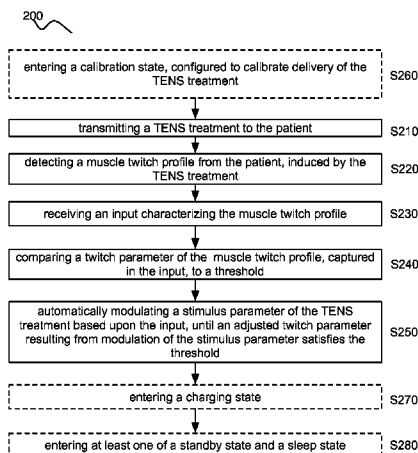 200
entering a calibration state, configured to calibrate delivery of the
TENS treatment
S260
transmitting a TENS treatment to the patient
S210
detecting a muscle twitch profile from the patient, induced by the
TENS treatment
S220
receiving an input characterizing the muscle twitch profile
S230
comparing a twitch parameter of the muscle twitch profile, captured
in the input, to a threshold
S240
automatically modulating a stimulus parameter of the TENS
treatment based upon the input, until an adjusted twitch parameter
resulting from modulation of the stimulus parameter satisfies the
threshold
S250
entering a charging state
S270
entering at least one of a standby state and a sleep state
S280